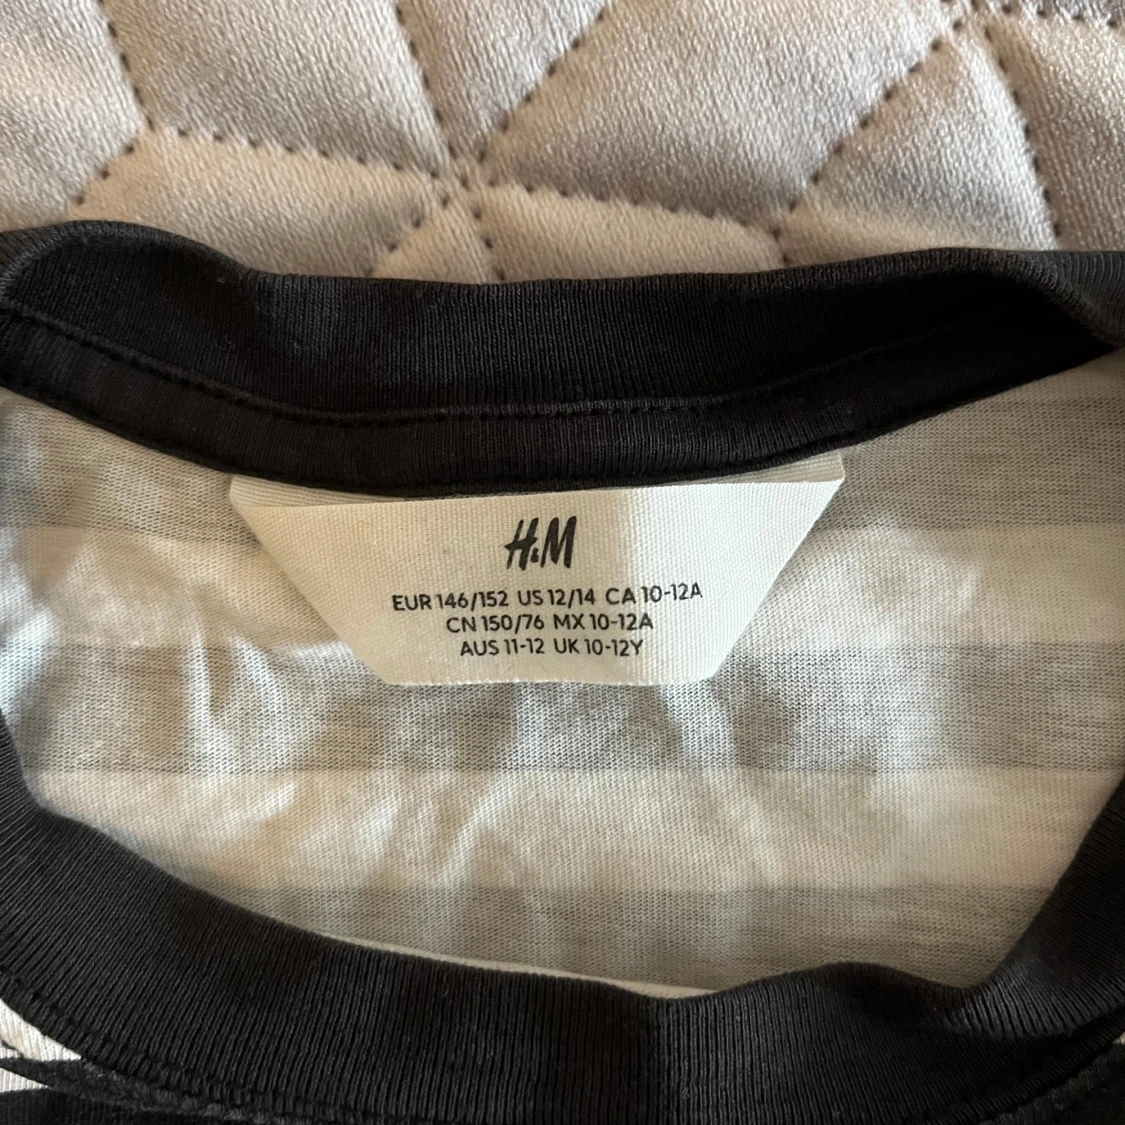 H&M
EUR 146/152 US 12/14 CA 10-12A
CN 150/76 MX 10-12A
AUS 11-12 UK 10-12Y